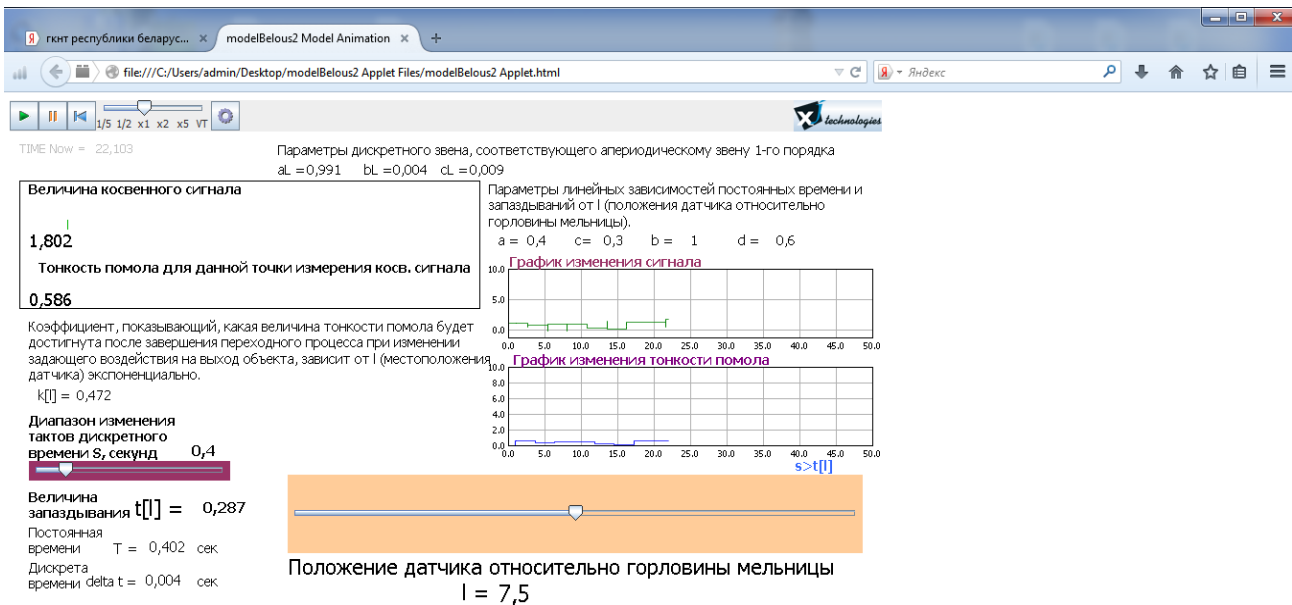 гкнт республики беларус... ×
modelBelous2 Model Animation ×
file:///C:/Users/admin/Desktop/modelBelous2 Applet Files/modelBelous2 Applet.html
Яндекс
1/5 1/2 x1 x2 x5 VT
technologies
TIME Now = 22,103
Параметры дискретного звена, соответствующего апериодическому звену 1-го порядка
aL =0,991 bL =0,004 cL =0,009
Величина косвенного сигнала
1,802
Тонкость помола для данной точки измерения косв. сигнала
0,586
Параметры линейных зависимостей постоянных времени и
запаздываний от l (положения датчика относительно
горловины мельницы).
a = 0,4 c= 0,3 b = 1 d = 0,6
График изменения сигнала
10.0
5.0
0.0
0.0 5.0 10.0 15.0 20.0 25.0 30.0 35.0 40.0 45.0 50.0
График изменения тонкости помола
10.0
8.0
6.0
4.0
2.0
0.0
0.0 5.0 10.0 15.0 20.0 25.0 30.0 35.0 40.0 45.0 50.0
s>t[l]
Коэффициент, показывающий, какая величина тонкости помола будет
достигнута после завершения переходного процесса при изменении
задающего воздействия на выход объекта, зависит от l (местоположения
датчика) экспоненциально.
k[l] = 0,472
Диапазон изменения
тактов дискретного
времени S, секунд 0,4
Величина
запаздывания t[l] = 0,287
Постоянная
времени T = 0,402 сек
Дискрета
времени delta t = 0,004 сек
Положение датчика относительно горловины мельницы
l = 7,5